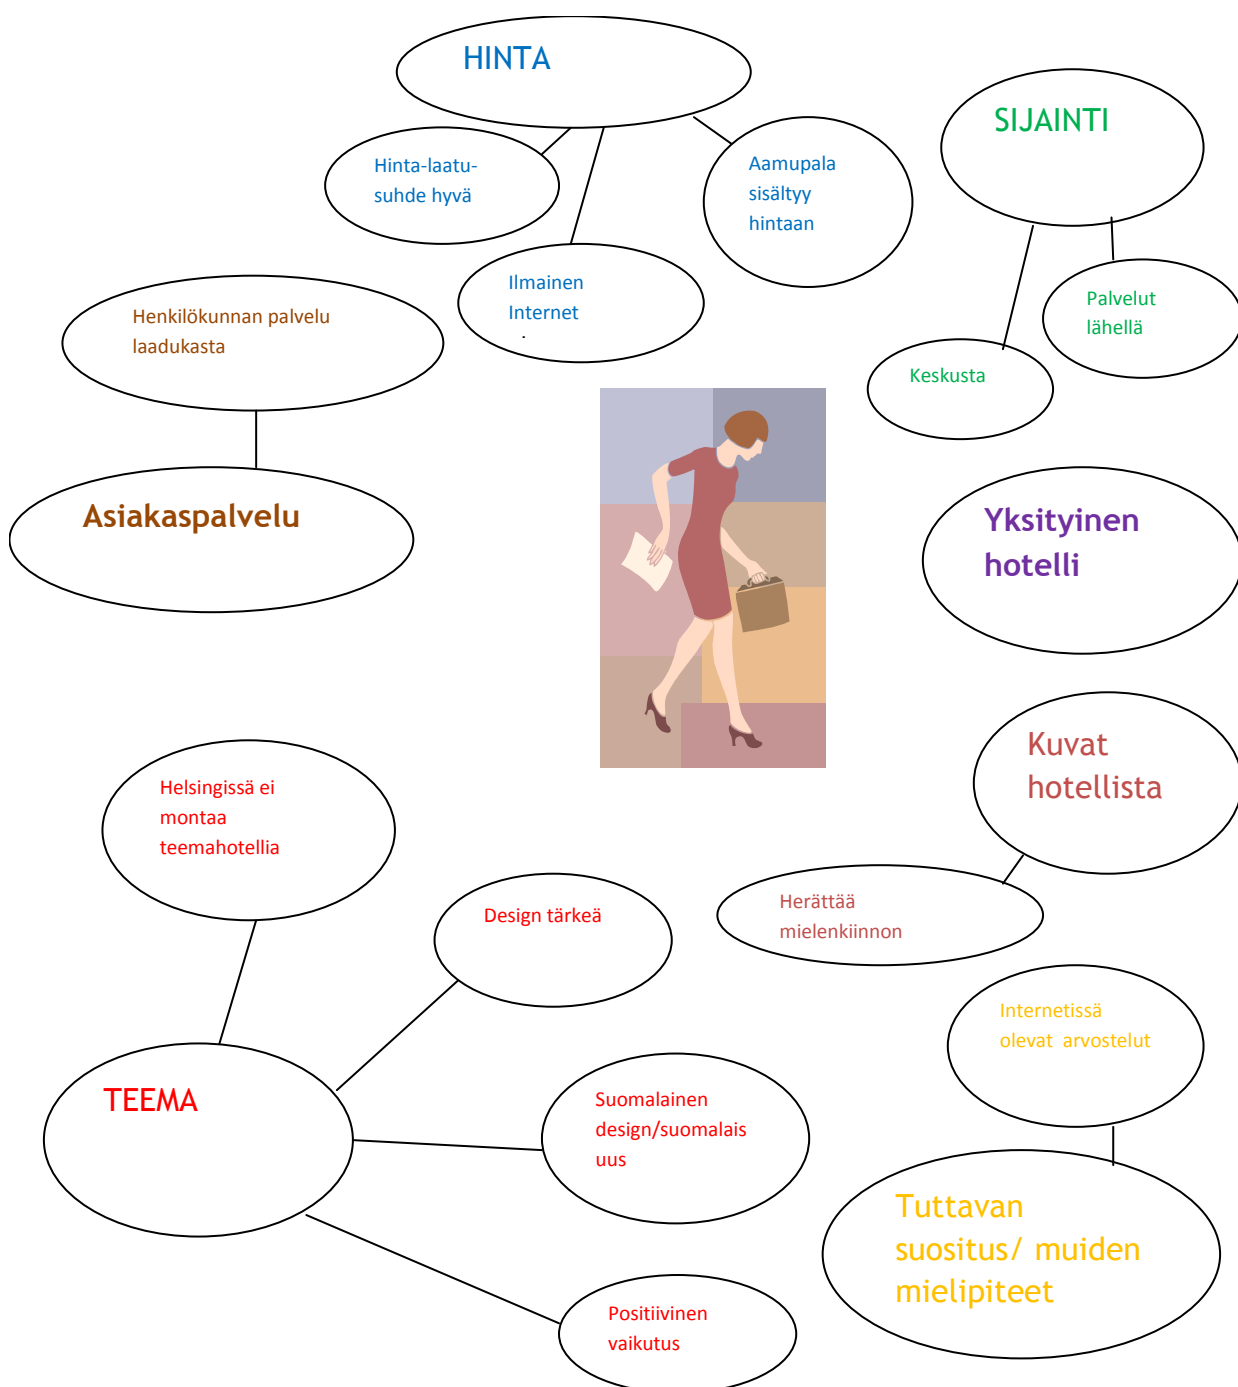 HINTA
Hinta-laatu-
suhde hyvä
Ilmainen
Internet
Aamupala
sisältyy
hintaan
SIJAINTI
Palvelut
lähellä
Keskusta
Henkilökunnan palvelu
laadukasta
Asiakaspalvelu
Yksityinen
hotelli
Kuvat
hotellista
Herättää
mielenkiinnon
Helsingissä ei
montaa
teemahotellia
Design tärkeä
TEEMA
Suomalainen
design/suomalais
uus
Positiivinen
vaikutus
Internetissä
olevat arvostelut
Tuttavan
suositus/ muiden
mielipiteet